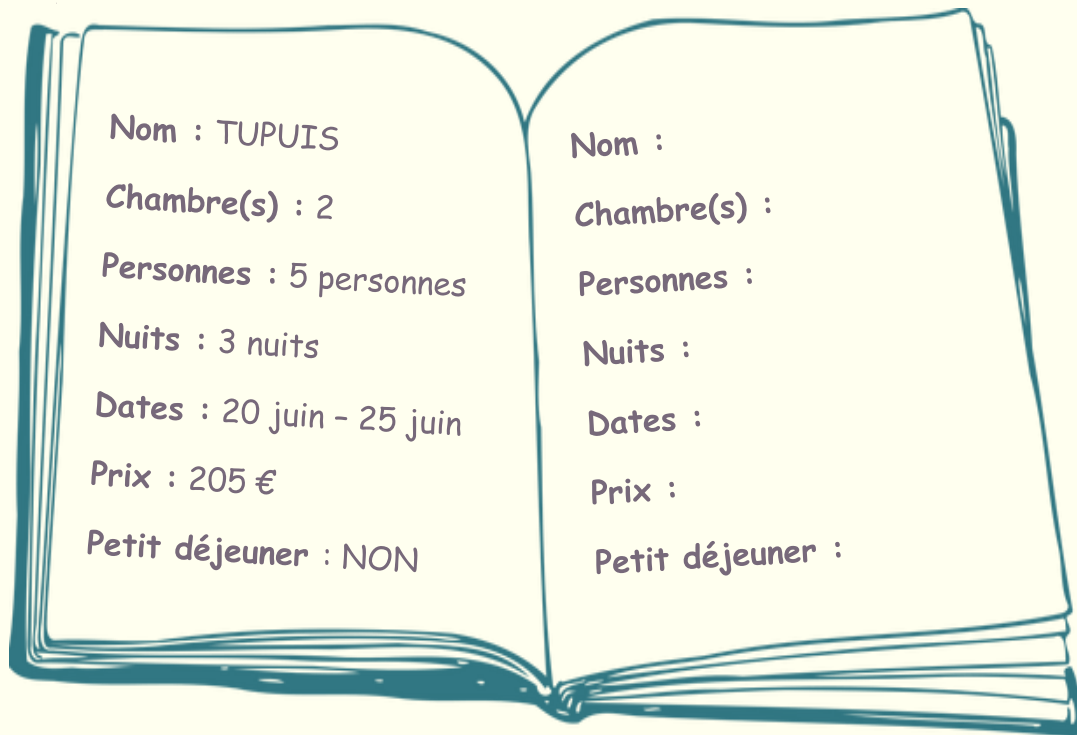 Nom : TUPUIS
Chambre(s) : 2
Personnes : 5 personnes
Nuits : 3 nuits
Dates : 20 juin – 25 juin
Prix : 205 €
Petit déjeuner : NON
Nom :
Chambre(s) :
Personnes :
Nuits :
Dates :
Prix :
Petit déjeuner :